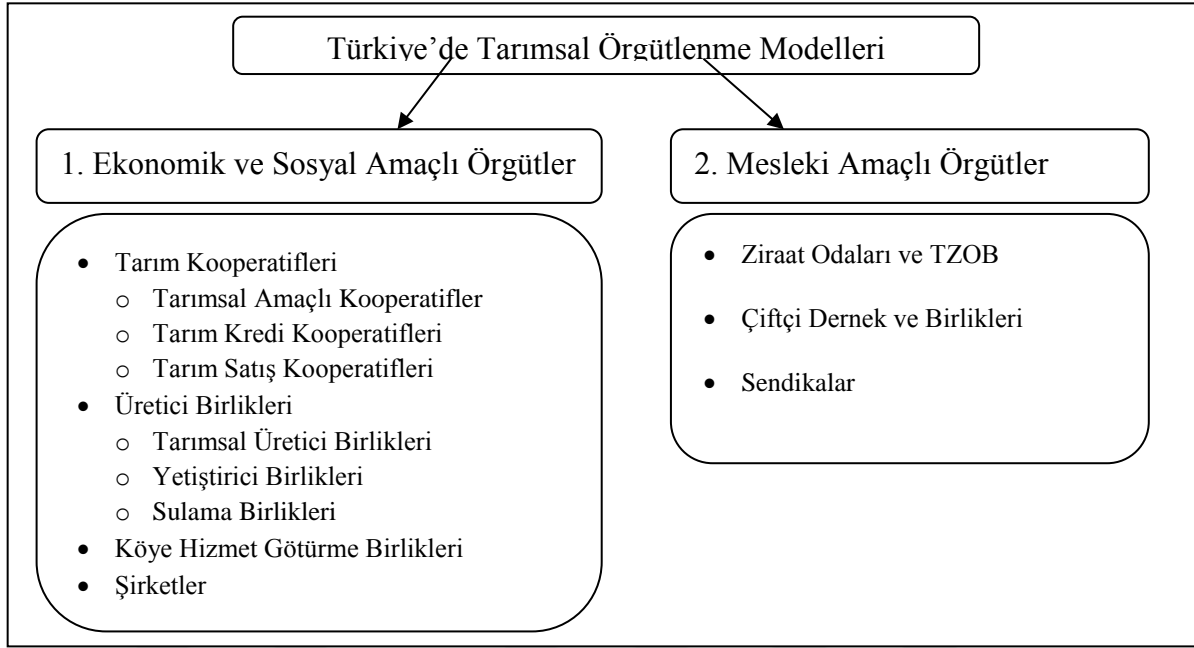 Türkiye’de Tarımsal Örgütlenme Modelleri
1. Ekonomik ve Sosyal Amaçlı Örgütler
• Tarım Kooperatifleri
o Tarımsal Amaçlı Kooperatifler
o Tarım Kredi Kooperatifleri
o Tarım Satış Kooperatifleri
• Üretici Birlikleri
o Tarımsal Üretici Birlikleri
o Yetiştirici Birlikleri
o Sulama Birlikleri
• Köye Hizmet Götürme Birlikleri
• Şirketler
2. Mesleki Amaçlı Örgütler
• Ziraat Odaları ve TZOB
• Çiftçi Dernek ve Birlikleri
• Sendikalar